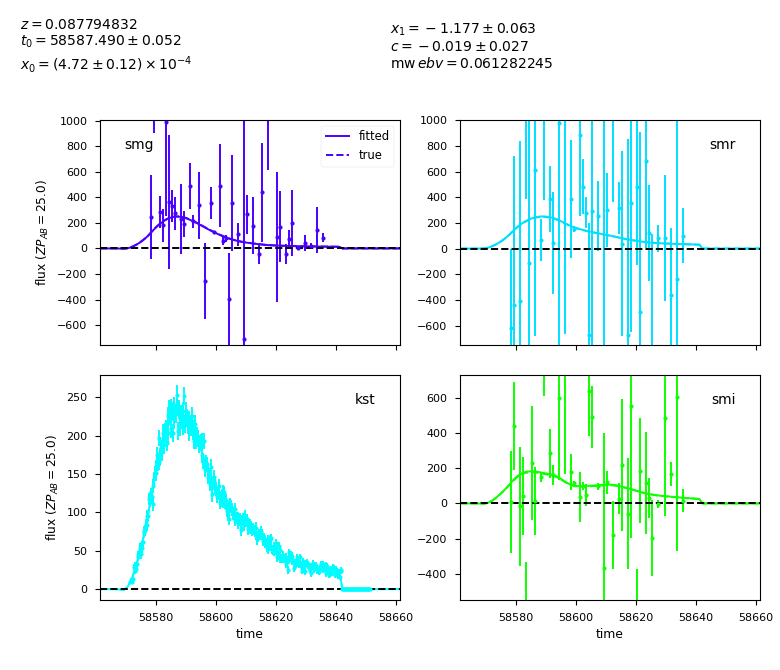 z = 0.087794832
t₀ = 58587.490 ± 0.052
x₀ = (4.72 ± 0.12) × 10⁻⁴
x₁ = −1.177 ± 0.063
c = −0.019 ± 0.027
mwebv = 0.061282245
1000
800
600
400
200
0
−200
−400
−600
flux (ZP_AB = 25.0)
smg
fitted
true
1000
800
600
400
200
0
−200
−400
−600
smr
250
200
150
100
50
0
flux (ZP_AB = 25.0)
kst
58580 58600 58620 58640 58660
time
600
400
200
0
−200
−400
smi
58580 58600 58620 58640 58660
time